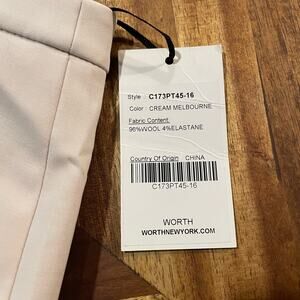 Style C173PT45-16
Color CREAM MELBOURNE
Fabric Content:
96%WOOL 4%ELASTANE
Country Of Origin CHINA
C173PT45-16
WORTH
WORTHNEWYORK.COM